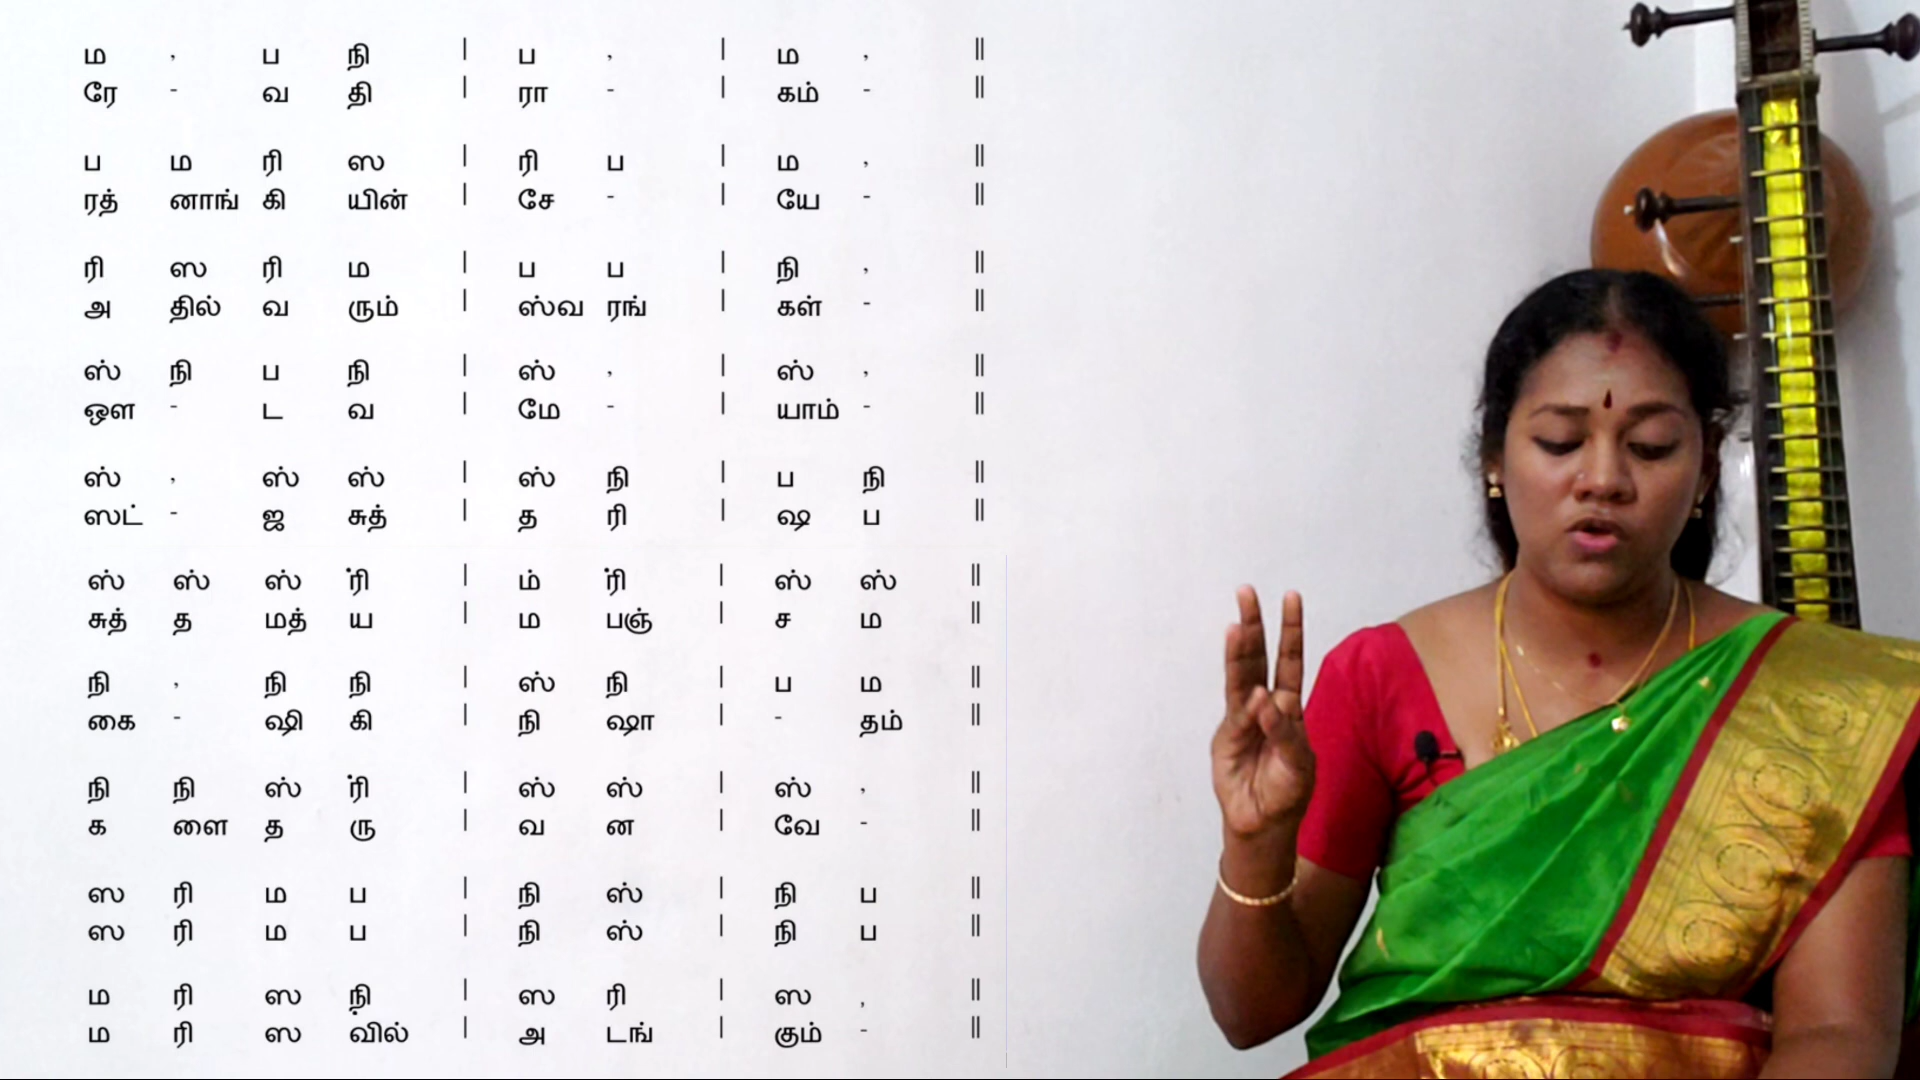 ம , ப நி | ப , | ம , ||
ரே - வ தி | ரா - | கம் - ||
ப ம ரி ஸ | ரி ப | ம , ||
ரத் னாங் கி யின் | சே - | யே - ||
ரி ஸ ரி ம | ப ப | நி , ||
அ தில் வ ரும் | ஸ்வ ரங் | கள் - ||
ஸ் நி ப நி | ஸ் , | ஸ் , ||
ஔ - ட வ | மே - | யாம் - ||
ஸ் , ஸ் ஸ் | ஸ் நி | ப நி ||
ஸட் - ஜ சுத் | த ரி | ஷ ப ||
ஸ் ஸ் ஸ் ரி் | ம் ரி் | ஸ் ஸ் ||
சுத் த மத் ய | ம பஞ் | ச ம ||
நி , நி நி | ஸ் நி | ப ம ||
கை - ஷி கி | நி ஷா | - தம் ||
நி நி ஸ் ரி் | ஸ் ஸ் | ஸ் , ||
க ளை த ரு | வ ன | வே - ||
ஸ ரி ம ப | நி ஸ் | நி ப ||
ஸ ரி ம ப | நி ஸ் | நி ப ||
ம ரி ஸ நி̣ | ஸ ரி | ஸ , ||
ம ரி ஸ வில் | அ டங் | கும் - ||